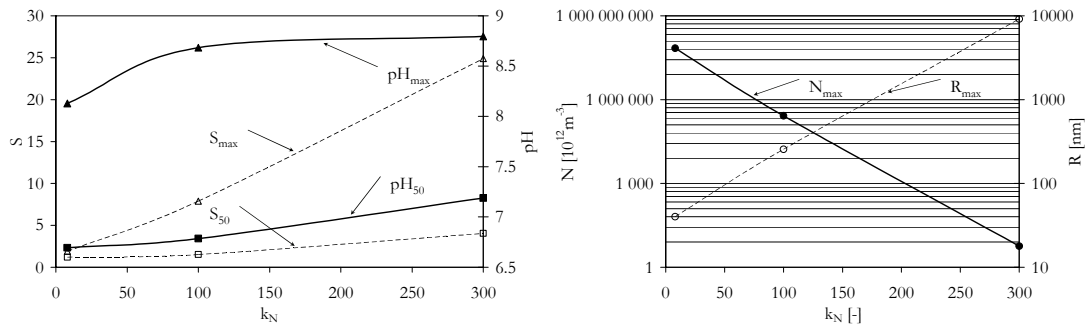 30
25
20
15
10
5
0
S
0
50
100
150
200
250
300
k_N
9
8.5
8
7.5
7
6.5
pH
pH_max
S_max
pH_50
S_50
1 000 000 000
1 000 000
1 000
1
N [10^12 m^-3]
0
50
100
150
200
250
300
k_N [-]
10000
1000
100
10
R [nm]
N_max
R_max